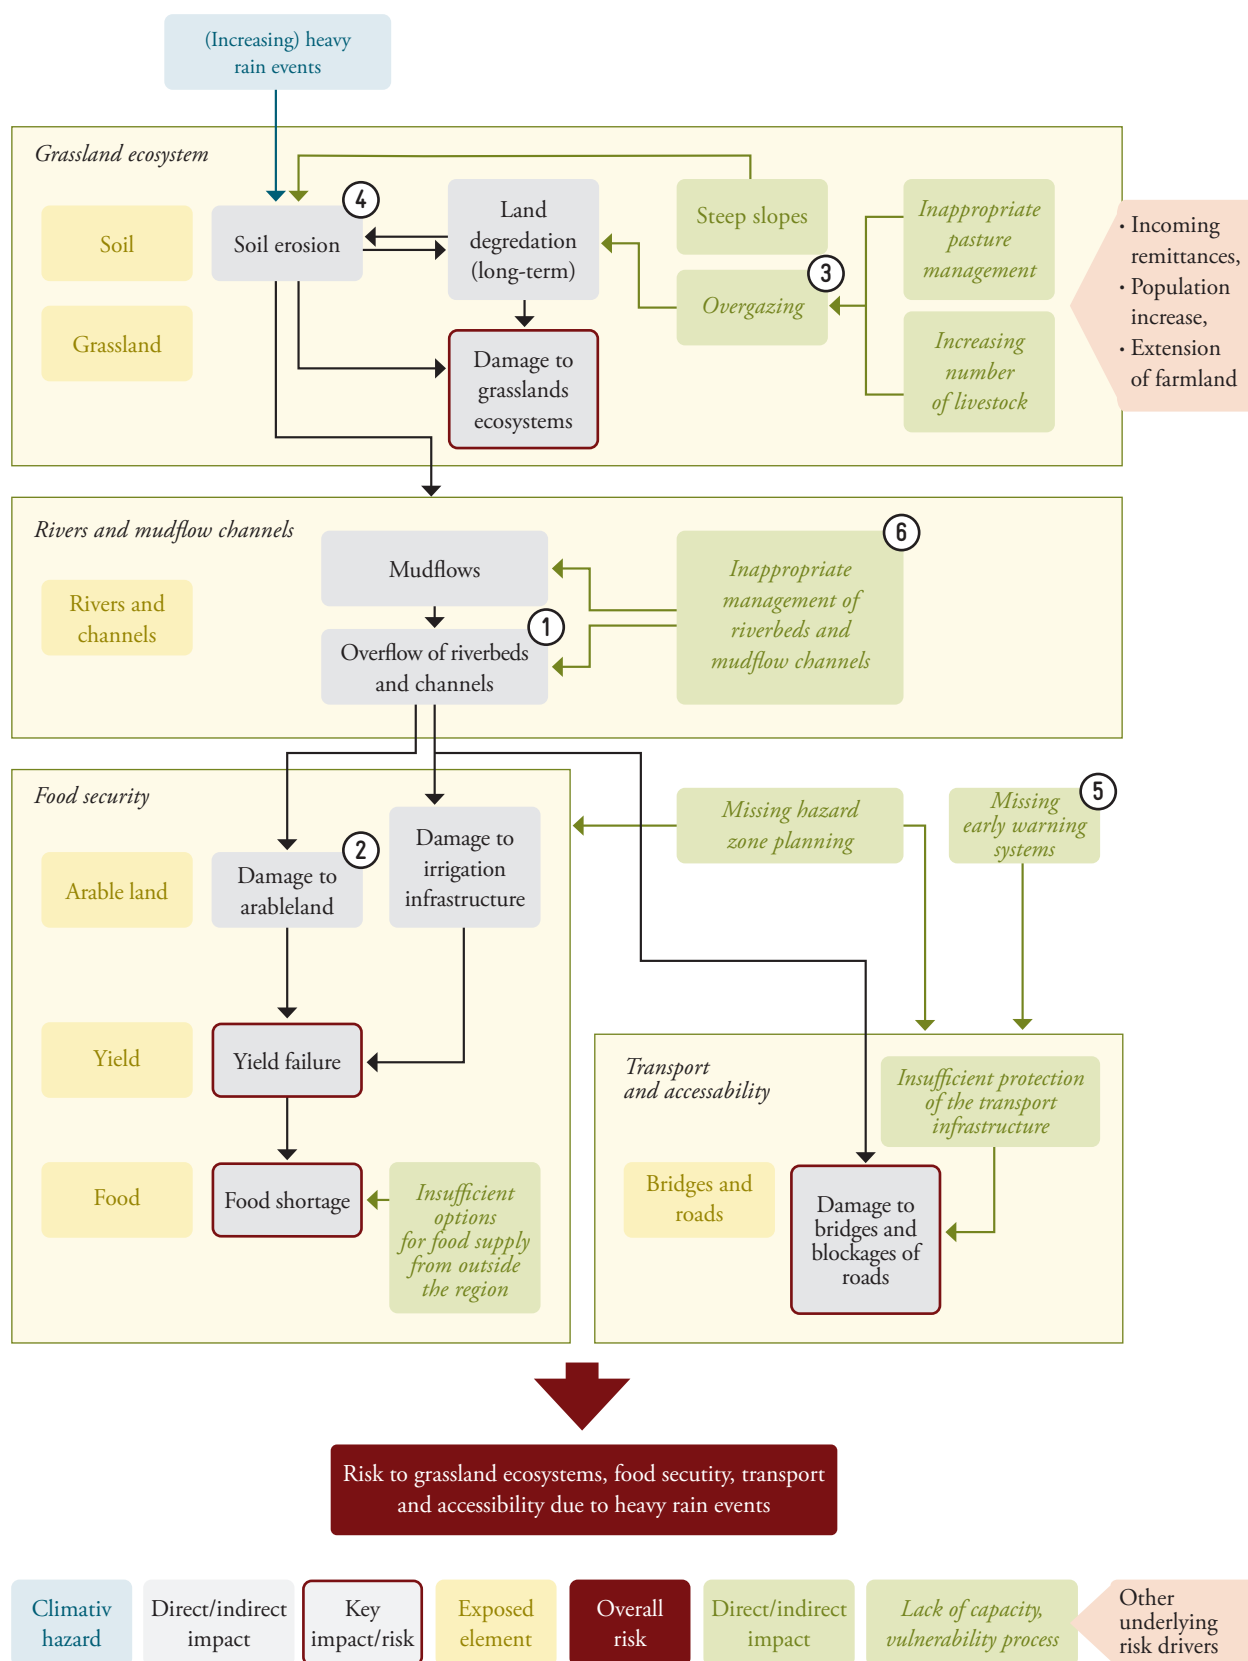 (Increasing) heavy
rain events
Grassland ecosystem
4
Soil
Soil erosion
Land
degredation
(long-term)
Steep slopes
Inappropriate
pasture
management
3
Overgazing
Grassland
Damage to
grasslands
ecosystems
Increasing
number
of livestock
· Incoming
remittances,
· Population
increase,
· Extension
of farmland
Rivers and mudflow channels
6
Mudflows
Rivers and
channels
1
Overflow of riverbeds
and channels
Inappropriate
management of
riverbeds and
mudflow channels
Food security
Missing hazard
zone planning
5
Missing
early warning
systems
2
Arable land
Damage to
arableland
Damage to
irrigation
infrastructure
Yield
Yield failure
Transport
and accessability
Insufficient protection
of the transport
infrastructure
Food
Food shortage
Insufficient
options
for food supply
from outside
the region
Bridges and
roads
Damage to
bridges and
blockages of
roads
Risk to grassland ecosystems, food secutity, transport
and accessibility due to heavy rain events
Climativ
hazard
Direct/indirect
impact
Key
impact/risk
Exposed
element
Overall
risk
Direct/indirect
impact
Lack of capacity,
vulnerability process
Other
underlying
risk drivers